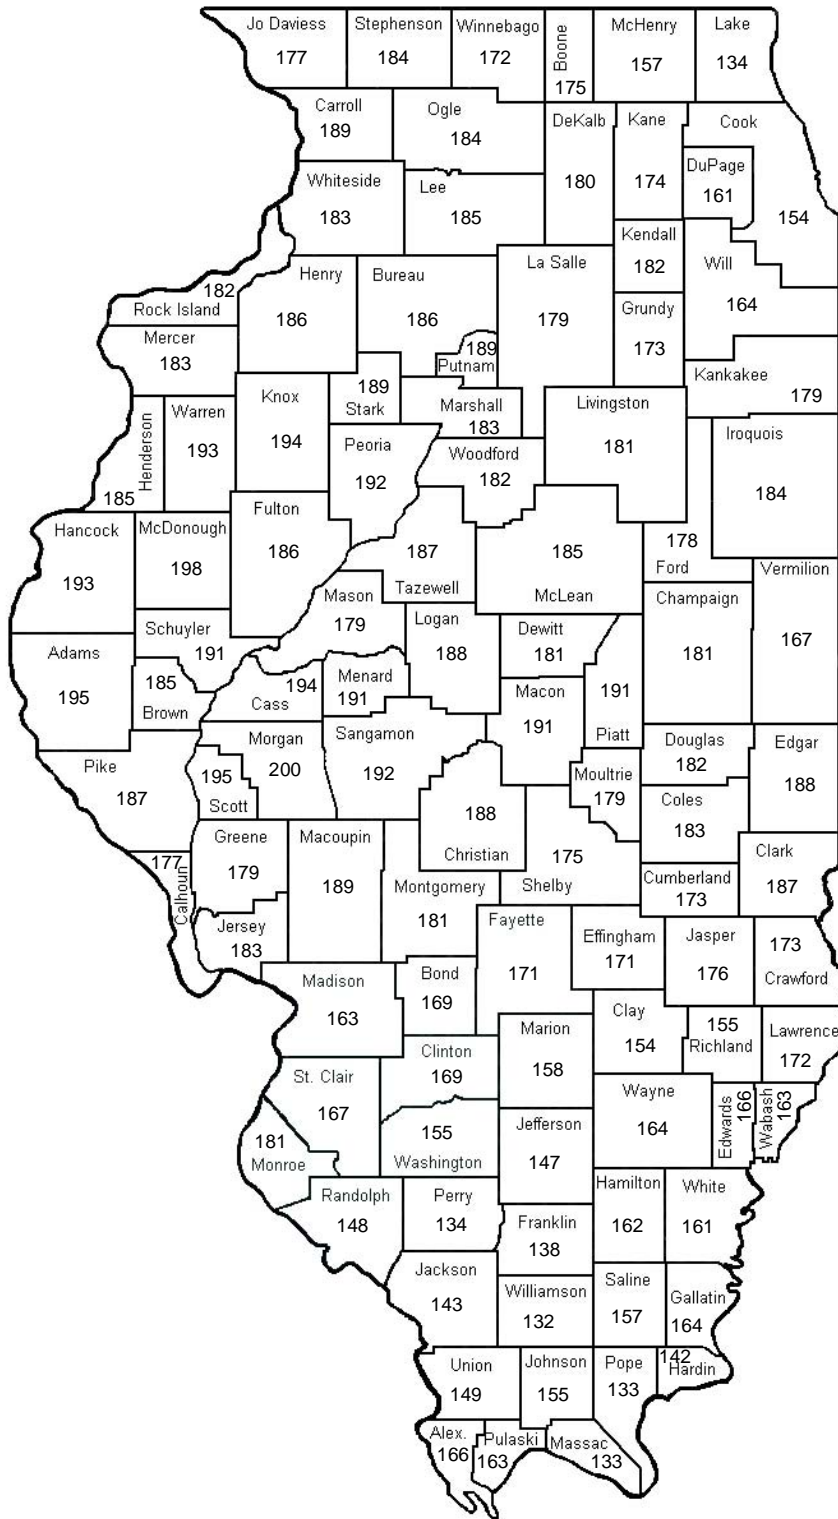 Jo Daviess
177
Stephenson
184
Winnebago
172
Boone
175
McHenry
157
Lake
134
Carroll
189
Ogle
184
DeKalb
180
Kane
174
Cook
154
DuPage
161
Whiteside
183
Lee
185
Kendall
182
Will
164
Rock Island
182
Henry
186
Bureau
186
La Salle
179
Grundy
173
Putnam
189
Mercer
183
Stark
189
Marshall
183
Kankakee
179
Henderson
185
Warren
193
Knox
194
Peoria
192
Woodford
182
Livingston
181
Iroquois
184
Hancock
193
McDonough
198
Fulton
186
Tazewell
187
McLean
185
Ford
178
Vermilion
167
Mason
179
Logan
188
Dewitt
181
Champaign
181
Schuyler
191
Adams
195
Brown
185
Cass
194
Menard
191
Macon
191
Piatt
191
Pike
187
Scott
195
Morgan
200
Sangamon
192
Christian
188
Moultrie
179
Douglas
182
Edgar
188
Coles
183
Calhoun
177
Greene
179
Macoupin
189
Montgomery
181
Shelby
175
Cumberland
173
Clark
187
Jersey
183
Fayette
171
Effingham
171
Jasper
176
Crawford
173
Madison
163
Bond
169
Clay
154
Richland
155
Lawrence
172
Marion
158
Clinton
169
St. Clair
167
Wayne
164
Edwards
166
Wabash
163
Monroe
181
Washington
155
Jefferson
147
Randolph
148
Perry
134
Franklin
138
Hamilton
162
White
161
Jackson
143
Williamson
132
Saline
157
Gallatin
164
Union
149
Johnson
155
Pope
133
Hardin
142
Alex.
166
Pulaski
163
Massac
133